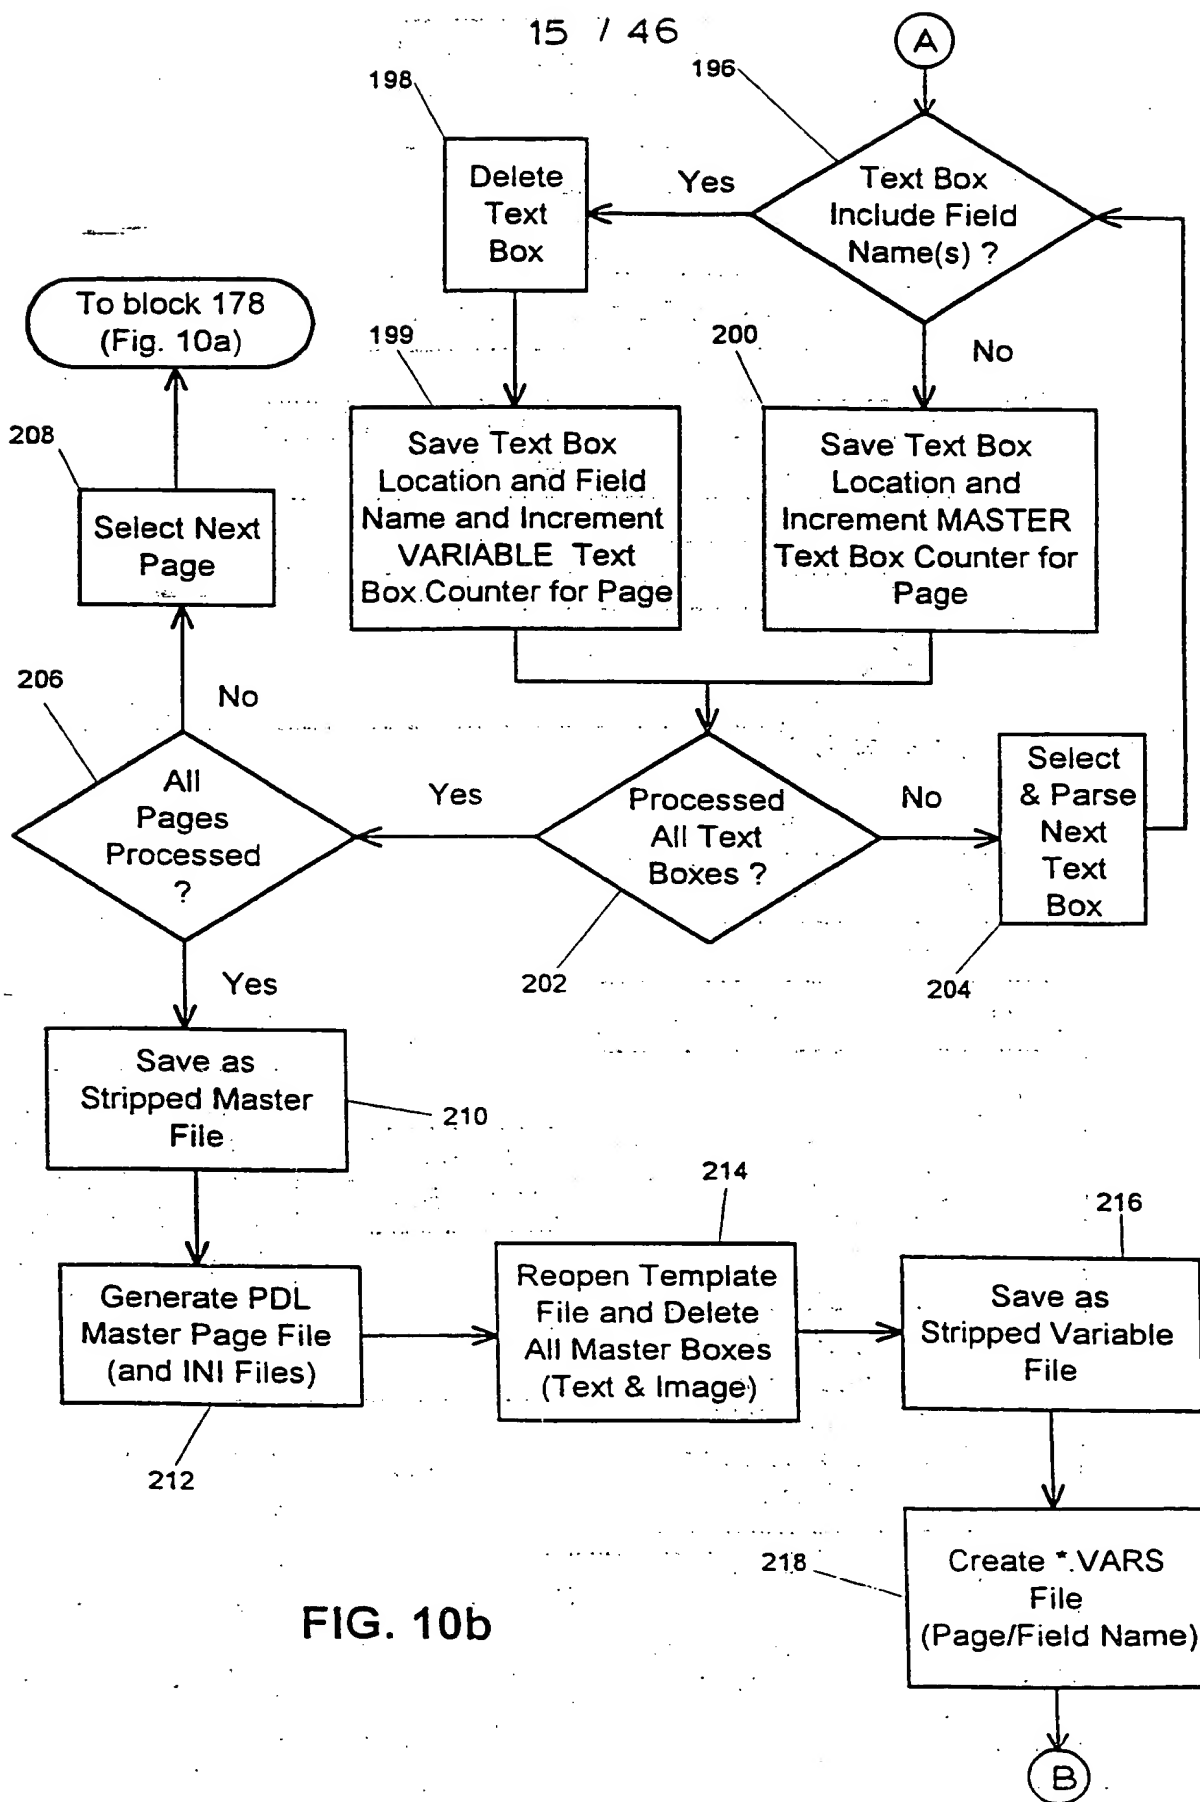 15 / 46
A
196
198
Text Box
Include Field
Name(s) ?
Yes
Delete
Text
Box
To block 178
(Fig. 10a)
199
200
No
208
Save Text Box
Location and Field
Name and Increment
VARIABLE Text
Box Counter for Page
Save Text Box
Location and
Increment MASTER
Text Box Counter for
Page
Select Next
Page
206
No
All
Pages
Processed
?
Yes
Processed
All Text
Boxes ?
No
Select
& Parse
Next
Text
Box
202
204
Yes
Save as
Stripped Master
File
210
214
216
Generate PDL
Master Page File
(and INI Files)
Reopen Template
File and Delete
All Master Boxes
(Text & Image)
Save as
Stripped Variable
File
212
218
Create *.VARS
File
(Page/Field Name)
FIG. 10b
B